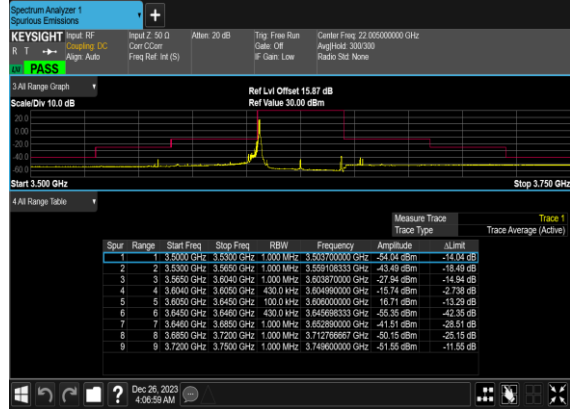 Spectrum Analyzer 1
Spurious Emissions
KEYSIGHT Input: RF Input Z: 50 Ω Atten: 20 dB Trig: Free Run Center Freq: 22.005000000 GHz
R T Coupling: DC Corr CCorr Gate: Off Avg|Hold: 300/300
Align: Auto Freq Ref: Int (S) IF Gain: Low Radio Std: None
LW PASS
3 All Range Graph
Ref Lvl Offset 15.87 dB
Scale/Div 10.0 dB Ref Value 30.00 dBm
20.0
0.00
-20.0
-40.0
-60.0
Start 3.500 GHz Stop 3.750 GHz
4 All Range Table
Measure Trace Trace 1
Trace Type Trace Average (Active)
Spur Range Start Freq Stop Freq RBW Frequency Amplitude ΔLimit
1 1 3.5000 GHz 3.5300 GHz 1.000 MHz 3.503700000 GHz -54.04 dBm -14.04 dB
2 2 3.5300 GHz 3.5650 GHz 1.000 MHz 3.559108333 GHz -43.49 dBm -18.49 dB
3 3 3.5650 GHz 3.6040 GHz 1.000 MHz 3.603870000 GHz -27.94 dBm -14.94 dB
4 4 3.6040 GHz 3.6050 GHz 430.0 kHz 3.604990000 GHz -15.74 dBm -2.738 dB
5 5 3.6050 GHz 3.6450 GHz 100.0 kHz 3.606000000 GHz 16.71 dBm -13.29 dB
6 6 3.6450 GHz 3.6460 GHz 430.0 kHz 3.645698333 GHz -55.35 dBm -42.35 dB
7 7 3.6460 GHz 3.6850 GHz 1.000 MHz 3.652890000 GHz -41.51 dBm -28.51 dB
8 8 3.6850 GHz 3.7200 GHz 1.000 MHz 3.712766667 GHz -50.15 dBm -25.15 dB
9 9 3.7200 GHz 3.7500 GHz 1.000 MHz 3.749600000 GHz -51.55 dBm -11.55 dB
Dec 26, 2023
4:06:59 AM